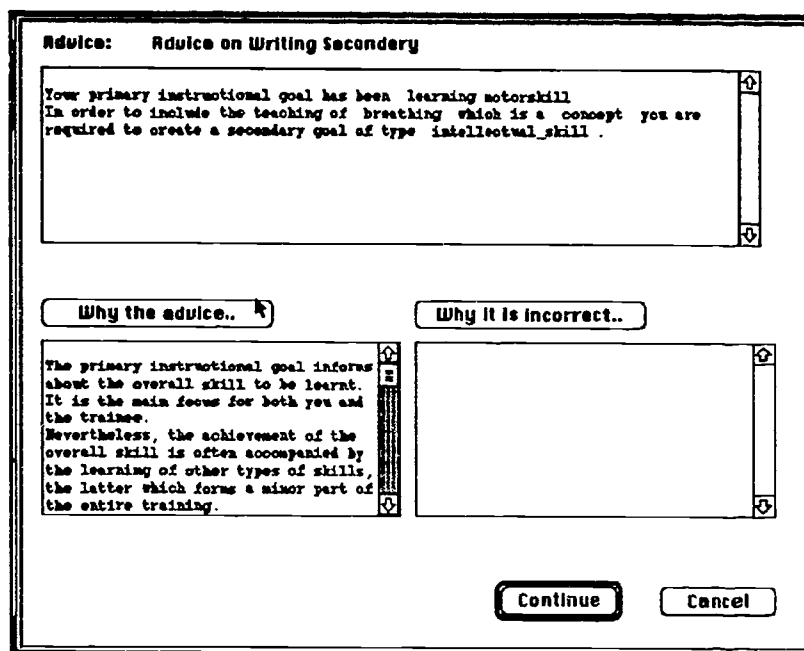 Advice: Advice on Writing Secondery
Your primary instructional goal has been learning motorskill
In order to include the teaching of breathing which is a concept you are
required to create a secondary goal of type intellectual_skill .
Why the advice..
Why it is incorrect..
The primary instructional goal informs
about the overall skill to be learnt.
It is the main focus for both you and
the trainee.
Nevertheless, the achievement of the
overall skill is often accompanied by
the learning of other types of skills,
the latter which forms a minor part of
the entire training.
Continue
Cancel